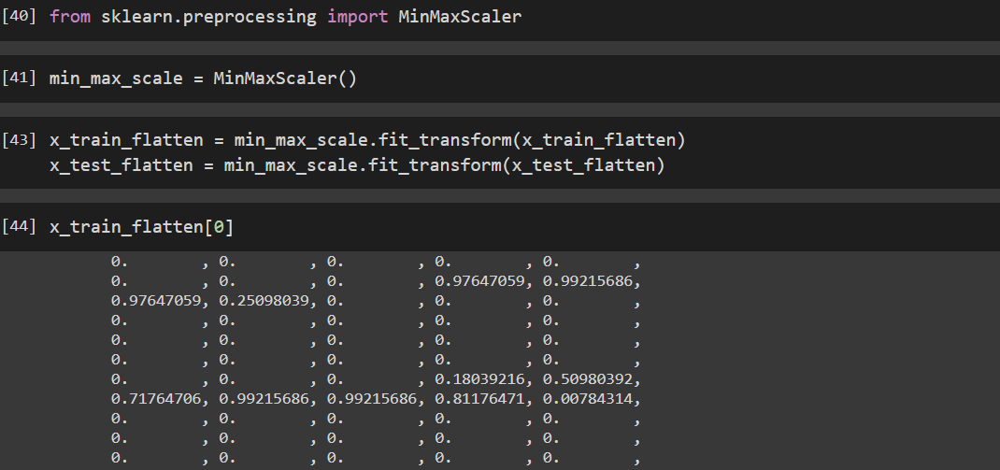 [40] from sklearn.preprocessing import MinMaxScaler
[41] min_max_scale = MinMaxScaler()
[43] x_train_flatten = min_max_scale.fit_transform(x_train_flatten)
x_test_flatten = min_max_scale.fit_transform(x_test_flatten)
[44] x_train_flatten[0]
0.        , 0.        , 0.        , 0.        , 0.        ,
0.        , 0.        , 0.        , 0.97647059, 0.99215686,
0.97647059, 0.25098039, 0.        , 0.        , 0.        ,
0.        , 0.        , 0.        , 0.        , 0.        ,
0.        , 0.        , 0.        , 0.        , 0.        ,
0.        , 0.        , 0.        , 0.        , 0.        ,
0.        , 0.        , 0.        , 0.18039216, 0.50980392,
0.71764706, 0.99215686, 0.99215686, 0.81176471, 0.00784314,
0.        , 0.        , 0.        , 0.        , 0.        ,
0.        , 0.        , 0.        , 0.        , 0.        ,
0.        , 0.        , 0.        , 0.        , 0.        ,